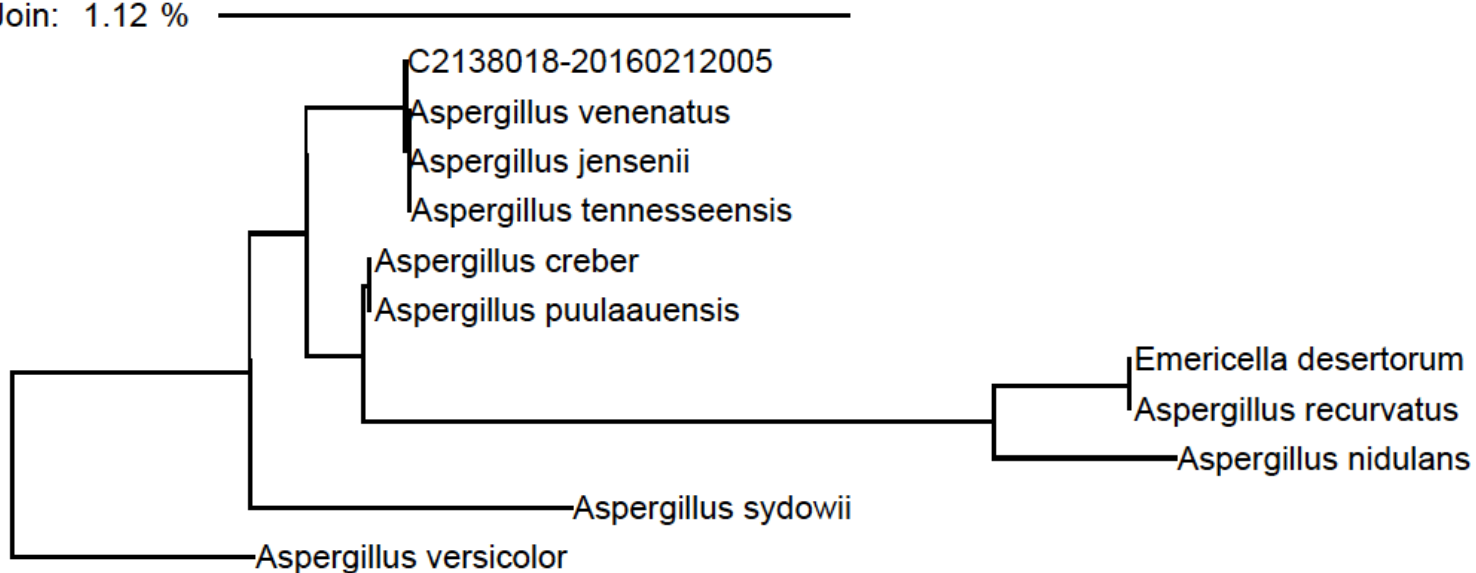 Join: 1.12 %
C2138018-20160212005
Aspergillus venenatus
Aspergillus jensenii
Aspergillus tennesseensis
Aspergillus creber
Aspergillus puulaauensis
Emericella desertorum
Aspergillus recurvatus
Aspergillus nidulans
Aspergillus sydowii
Aspergillus versicolor